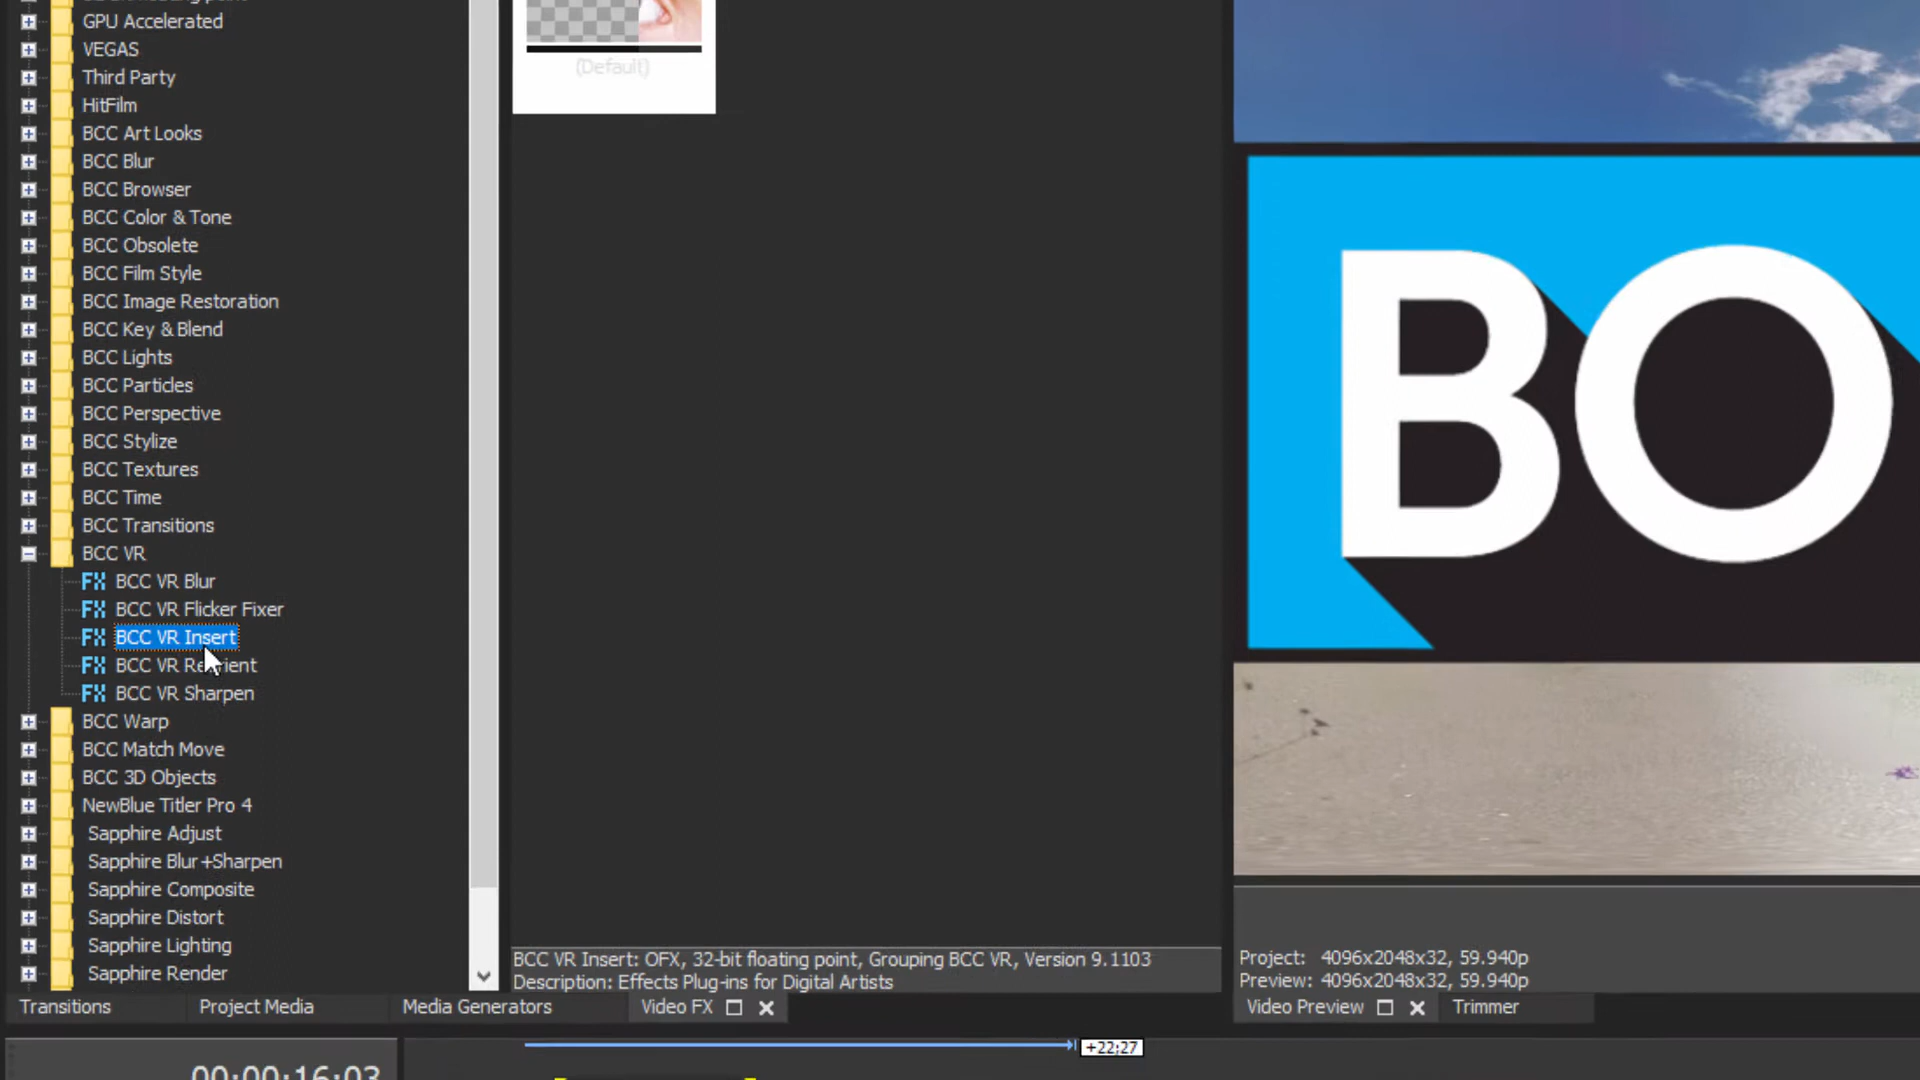 GPU Accelerated
VEGAS
Third Party
HitFilm
BCC Art Looks
BCC Blur
BCC Browser
BCC Color & Tone
BCC Obsolete
BCC Film Style
BCC Image Restoration
BCC Key & Blend
BCC Lights
BCC Particles
BCC Perspective
BCC Stylize
BCC Textures
BCC Time
BCC Transitions
BCC VR
FX BCC VR Blur
FX BCC VR Flicker Fixer
FX BCC VR Insert
FX BCC VR Reorient
FX BCC VR Sharpen
BCC Warp
BCC Match Move
BCC 3D Objects
NewBlue Titler Pro 4
Sapphire Adjust
Sapphire Blur+Sharpen
Sapphire Composite
Sapphire Distort
Sapphire Lighting
Sapphire Render
Transitions
Project Media
Media Generators
Video FX
(Default)
BCC VR Insert: OFX, 32-bit floating point, Grouping BCC VR, Version 9.1103
Description: Effects Plug-ins for Digital Artists
BO
Project: 4096x2048x32, 59.940p
Preview: 4096x2048x32, 59.940p
Video Preview
Trimmer
00:00:16:03
+22;27